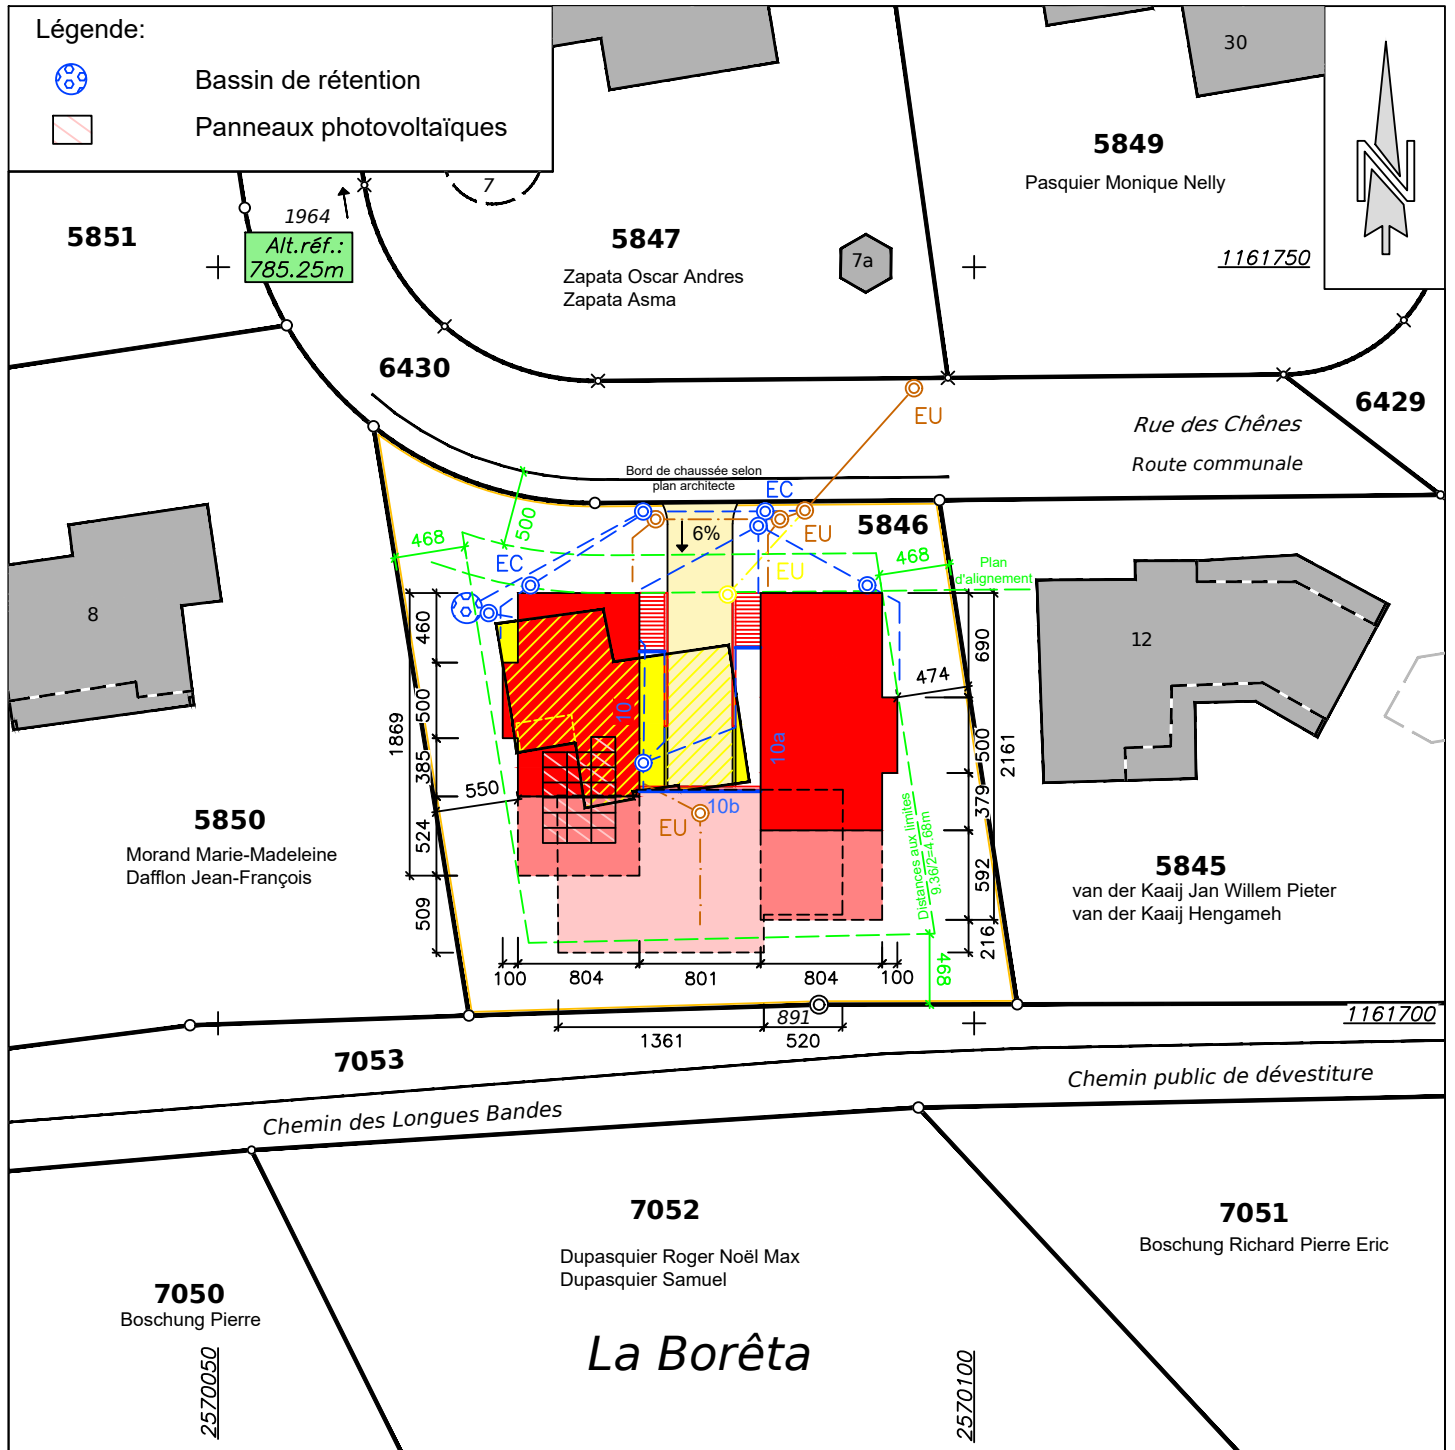 Légende:
Bassin de rétention
Panneaux photovoltaïques
30
5849
Pasquier Monique Nelly
7
1964
Alt.réf.:
785.25m
5851
5847
Zapata Oscar Andres
Zapata Asma
7a
1161750
N
6430
6429
EU
Rue des Chênes
Route communale
Bord de chaussée selon
plan architecte
EC
5846
EU
6%
500
468
468
EC
EU
Plan
d'alignement
8
12
460
690
474
500
10
10a
500
1869
2161
385
550
379
10b
EU
524
592
Distances aux limites
9.36/2=4.68m
5850
Morand Marie-Madeleine
Dafflon Jean-François
5845
van der Kaaij Jan Willem Pieter
van der Kaaij Hengameh
509
216
468
100
804
801
804
100
891
1361
520
1161700
7053
Chemin public de dévestiture
Chemin des Longues Bandes
7052
Dupasquier Roger Noël Max
Dupasquier Samuel
7051
Boschung Richard Pierre Eric
7050
Boschung Pierre
La Borêta
2570050
2570100